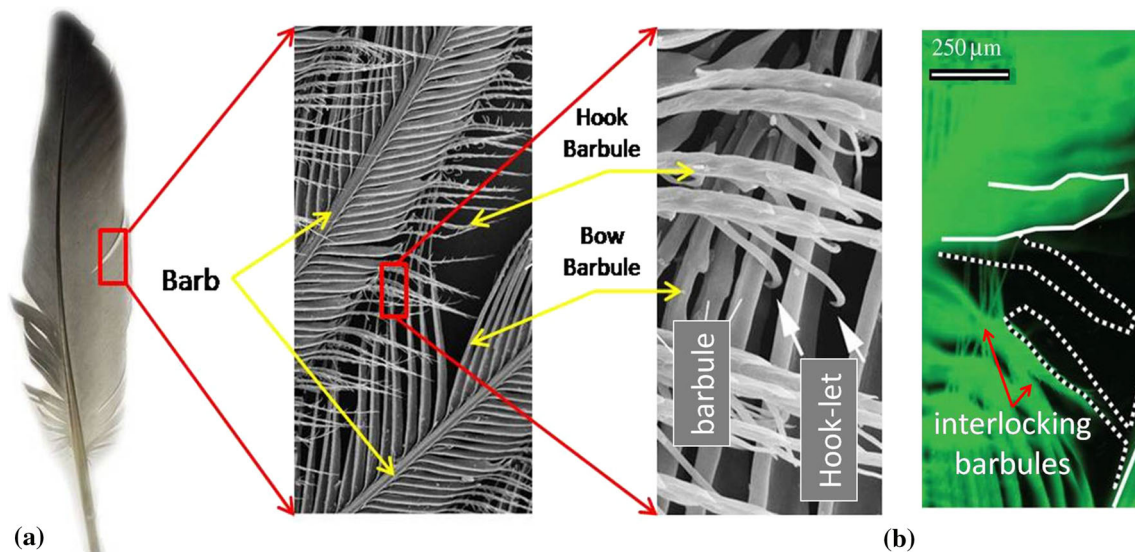 Barb
Hook
Barbule
Bow
Barbule
barbule
Hook-let
250 µm
interlocking
barbules
(a)
(b)